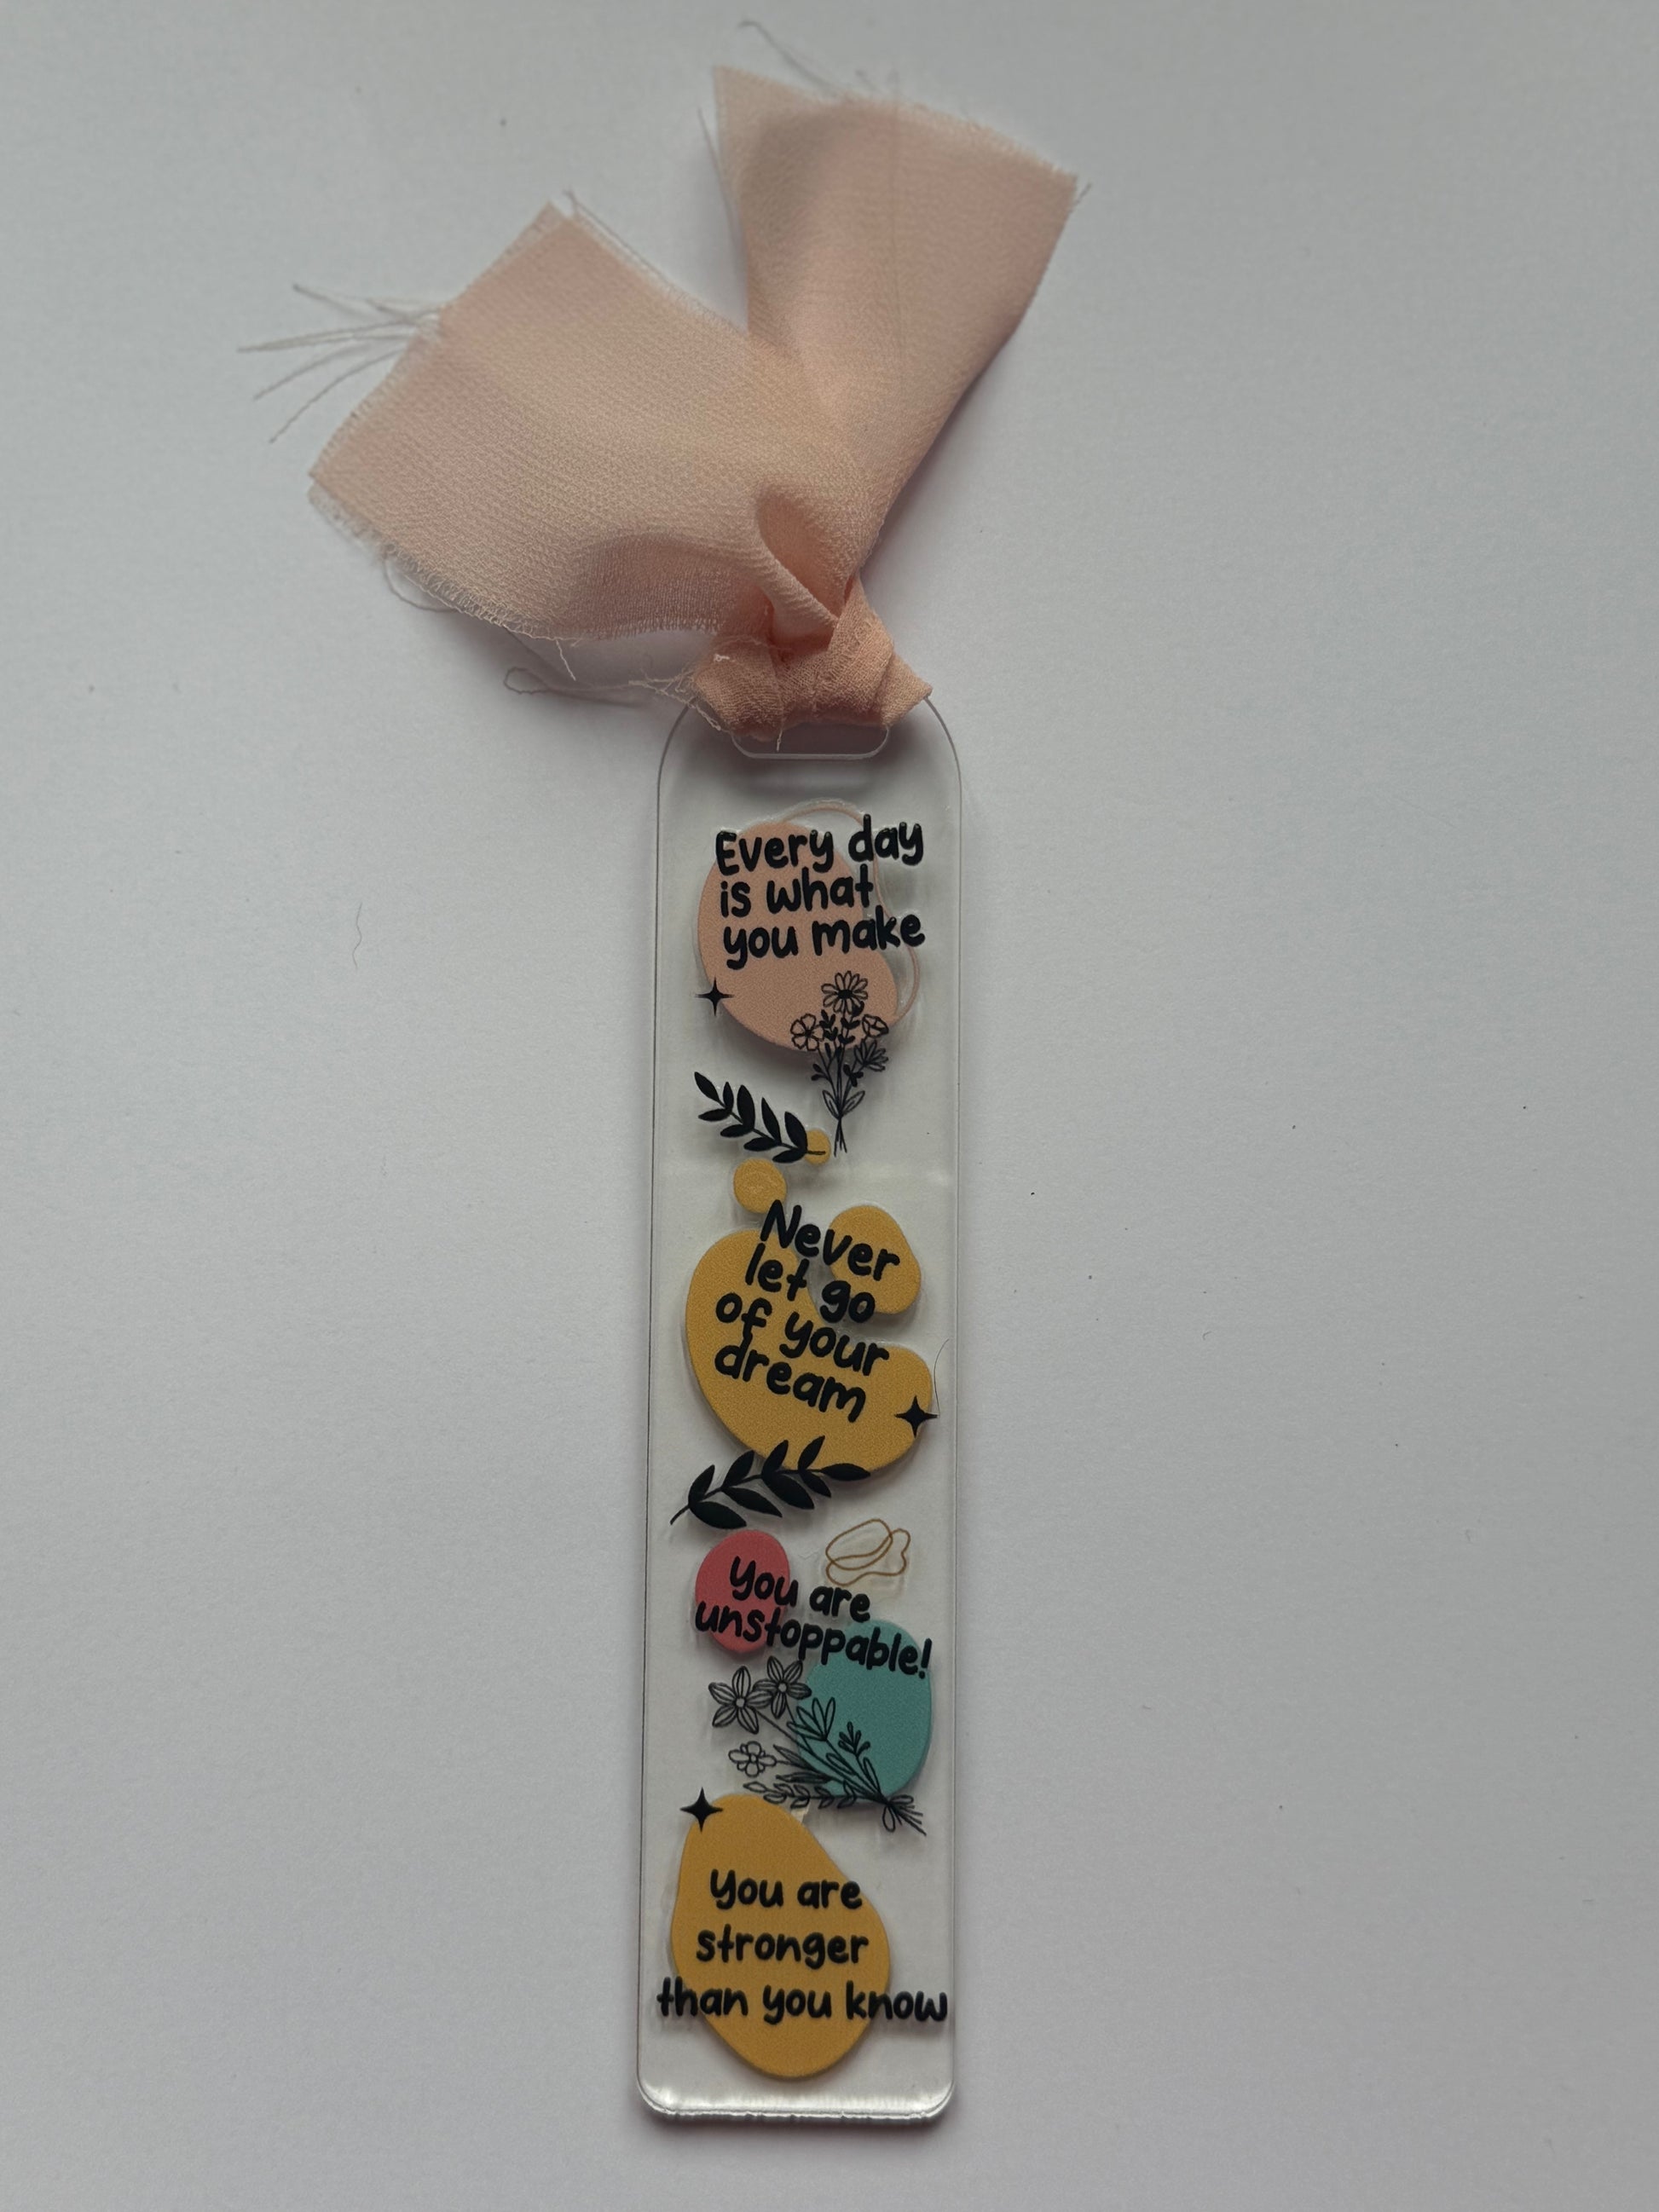 Every day
is what
you make
Never
let go
of your
dream
You are
unstoppable!
You are
stronger
than you know